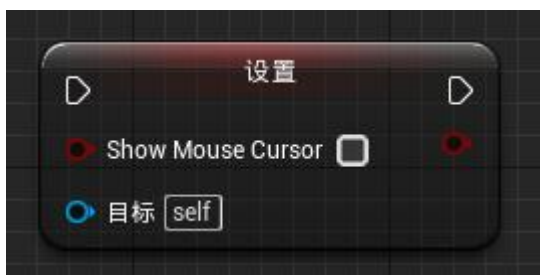 设置
Show Mouse Cursor
目标 self